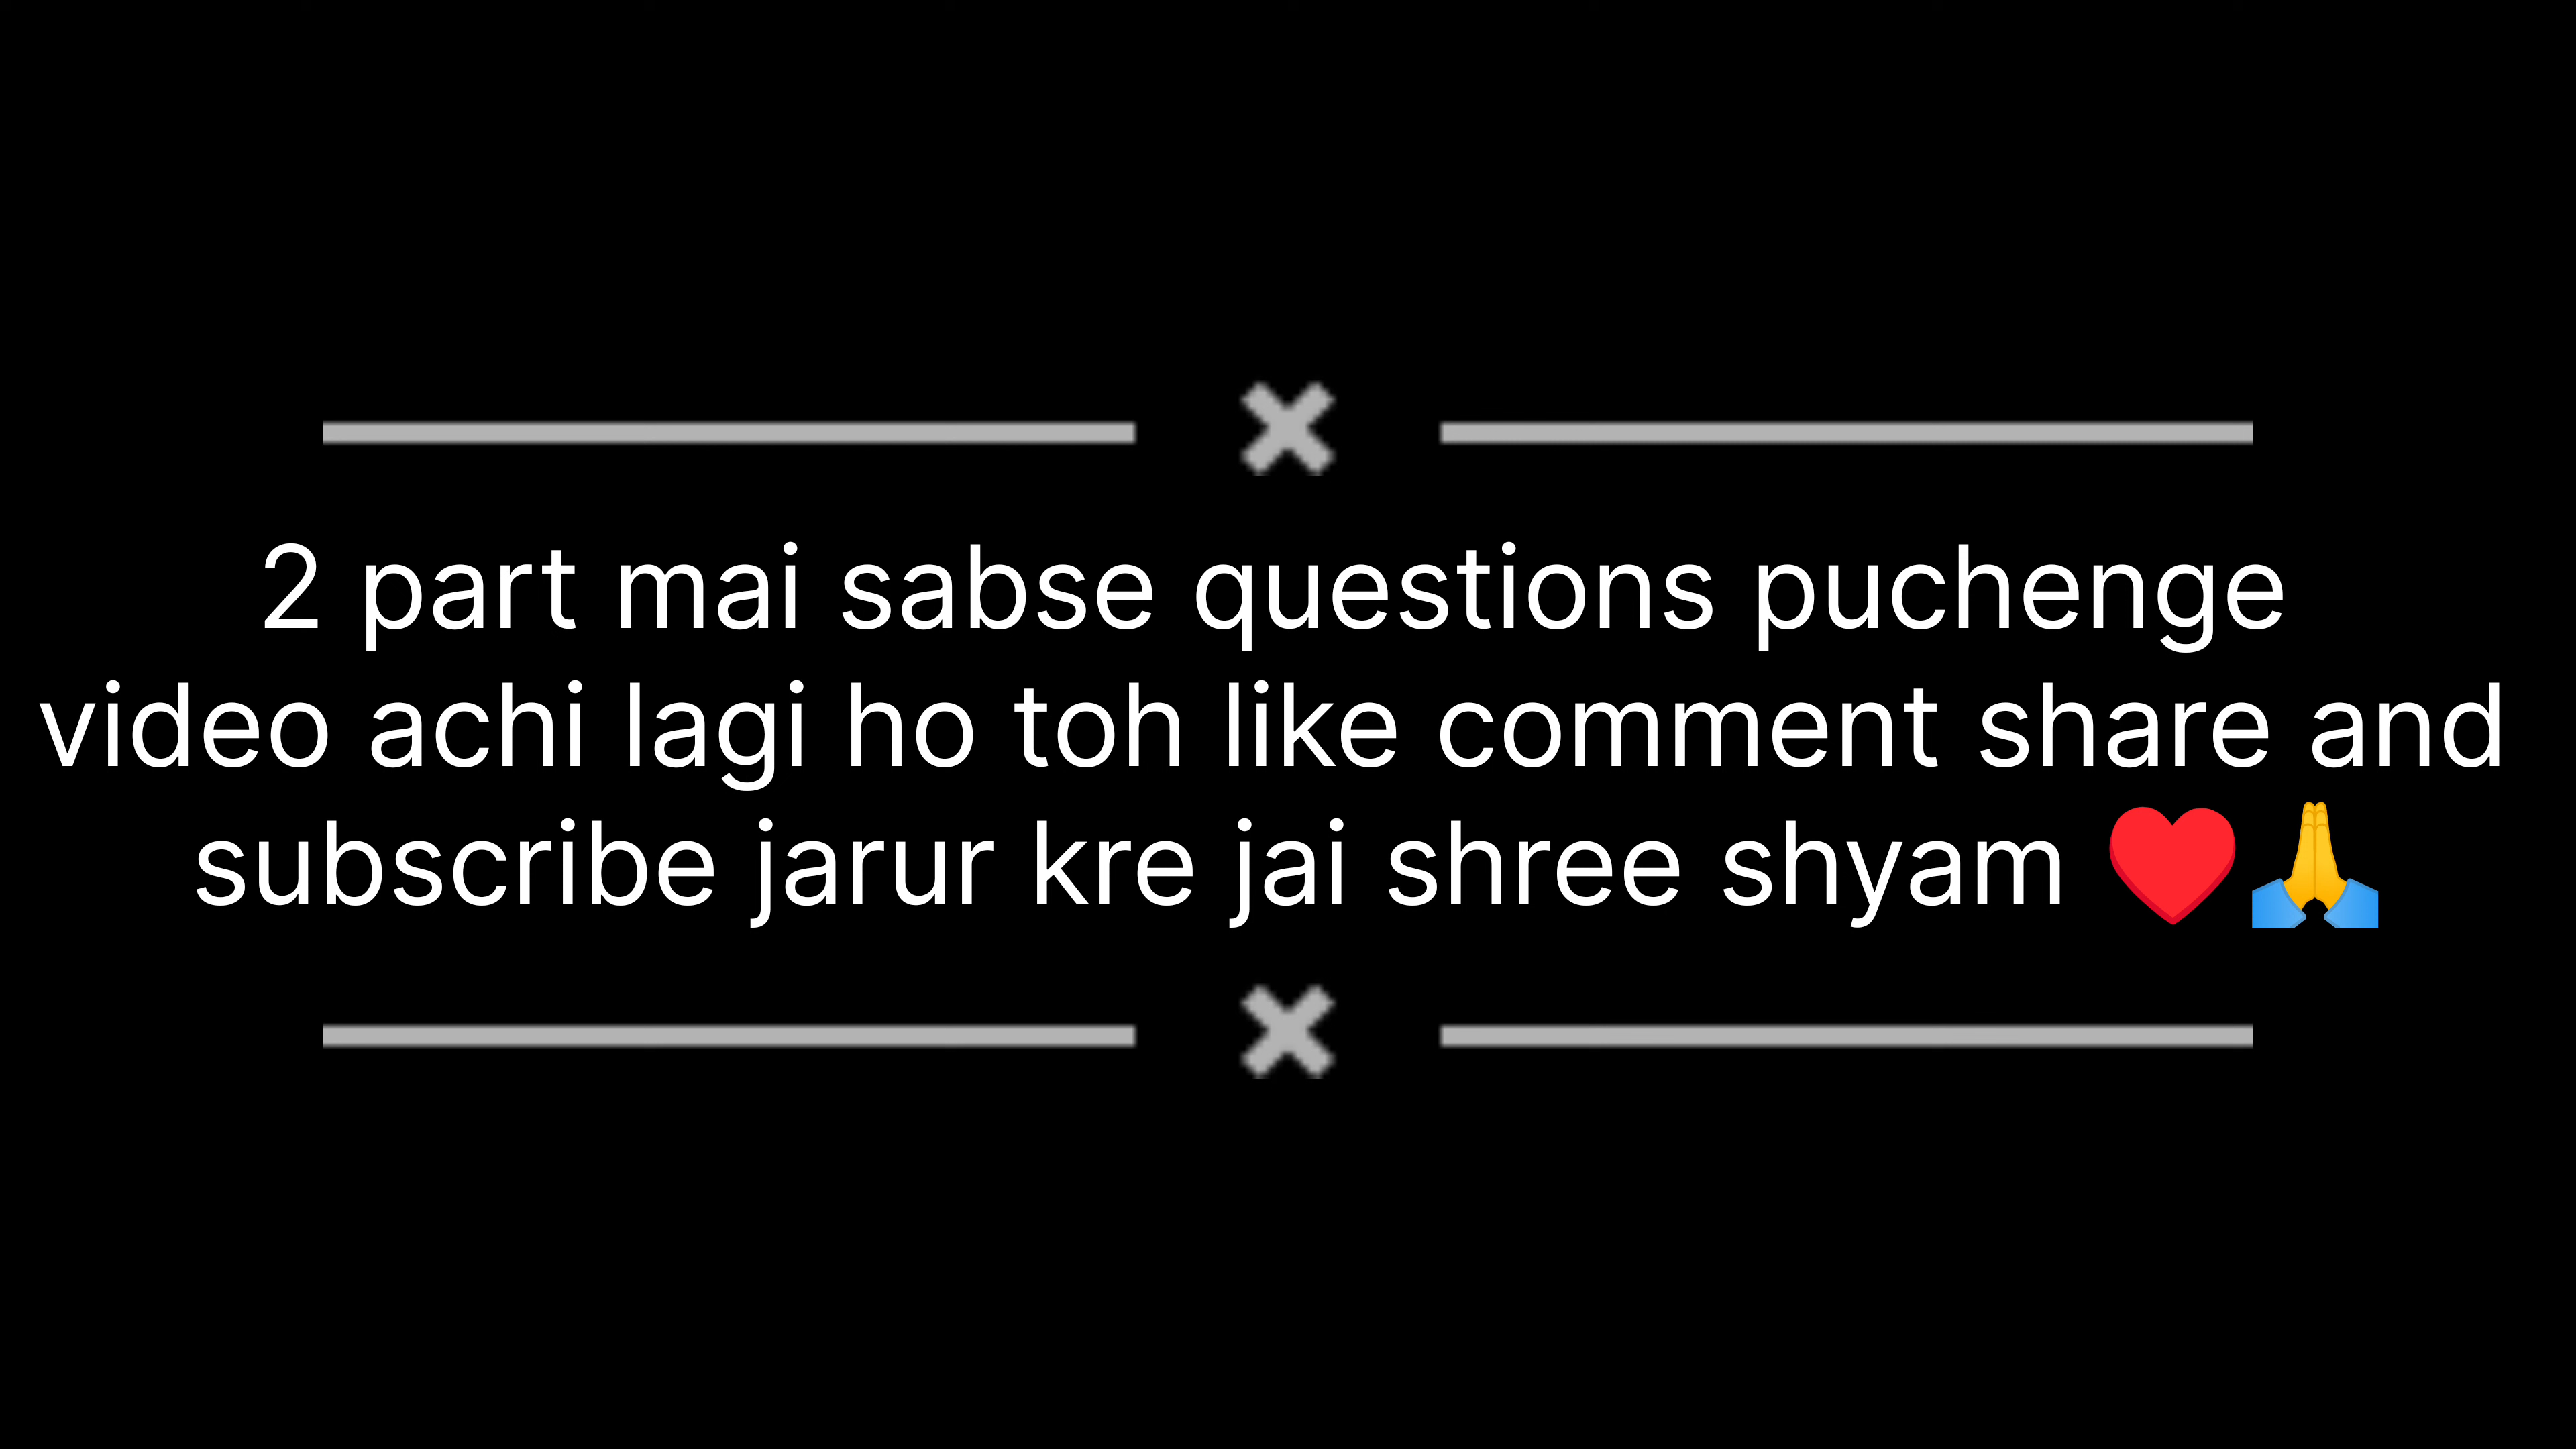 2 part mai sabse questions puchenge
video achi lagi ho toh like comment share and
subscribe jarur kre jai shree shyam ♥️🙏